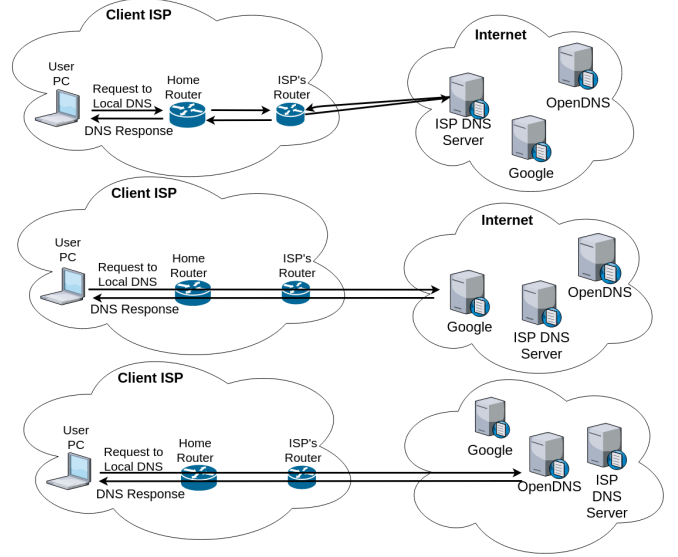 Client ISP
Internet
User
PC
Request to
Local DNS
DNS Response
Home
Router
ISP's
Router
ISP DNS
Server
OpenDNS
Google
Client ISP
Internet
User
PC
Request to
Local DNS
DNS Response
Home
Router
ISP's
Router
Google
ISP DNS
Server
OpenDNS
Client ISP
User
PC
Request to
Local DNS
DNS Response
Home
Router
ISP's
Router
Google
OpenDNS
ISP
DNS
Server